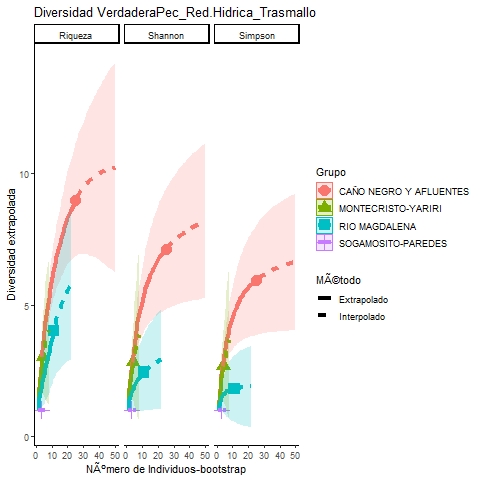 Diversidad VerdaderaPec_Red.Hidrica_Trasmallo
Riqueza Shannon Simpson
Diversidad extrapolada
10
5
0
0 10 20 30 40 50 0 10 20 30 40 50 0 10 20 30 40 50
NÃºmero de Individuos-bootstrap
Grupo
CAÑO NEGRO Y AFLUENTES
MONTECRISTO-YARIRI
RIO MAGDALENA
SOGAMOSITO-PAREDES
MÃ©todo
Extrapolado
Interpolado